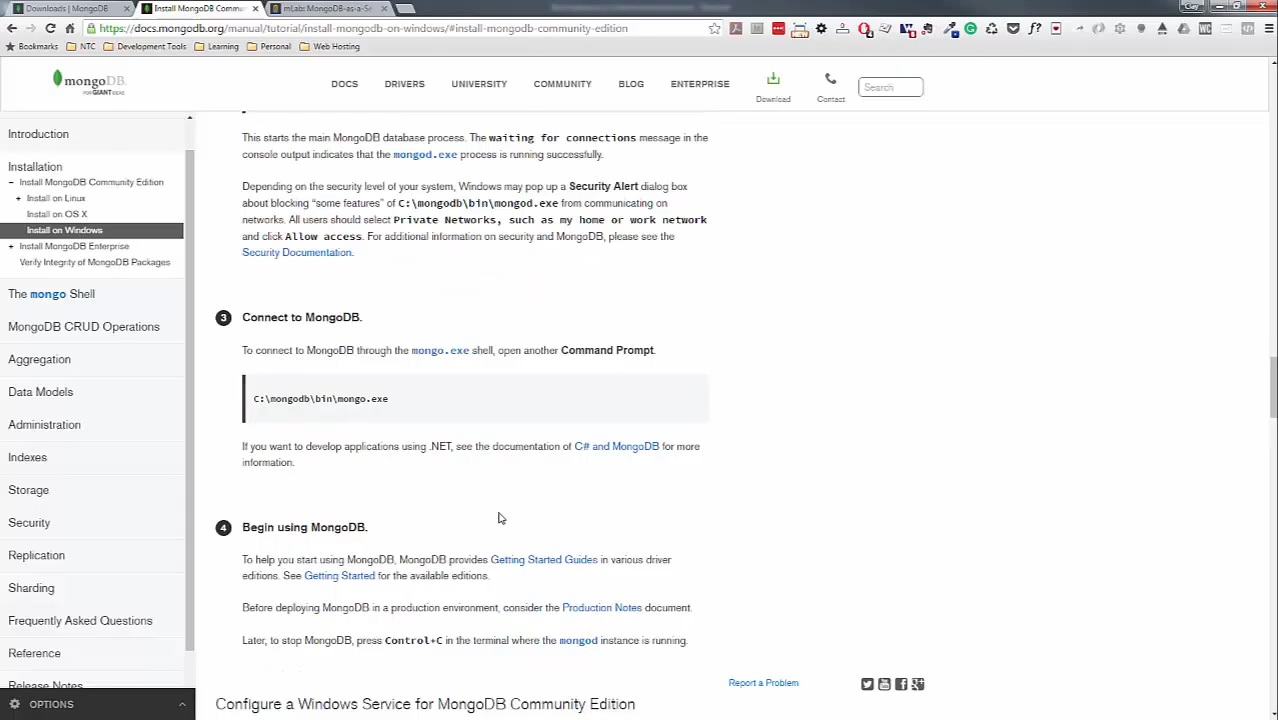 Downloads | MongoDB
Install MongoDB Commu
mLab: MongoDB-as-a-Se
Clay
https://docs.mongodb.org/manual/tutorial/install-mongodb-on-windows/#install-mongodb-community-edition
Bookmarks
NTC
Development Tools
Learning
Personal
Web Hosting
mongoDB
FOR GIANT IDEAS
DOCS
DRIVERS
UNIVERSITY
COMMUNITY
BLOG
ENTERPRISE
Download
Contact
Search
Introduction
Installation
− Install MongoDB Community Edition
+ Install on Linux
Install on OS X
Install on Windows
+ Install MongoDB Enterprise
Verify Integrity of MongoDB Packages
The mongo Shell
MongoDB CRUD Operations
Aggregation
Data Models
Administration
Indexes
Storage
Security
Replication
Sharding
Frequently Asked Questions
Reference
Release Notes
OPTIONS
This starts the main MongoDB database process. The waiting for connections message in the
console output indicates that the mongod.exe process is running successfully.
Depending on the security level of your system, Windows may pop up a Security Alert dialog box
about blocking “some features” of C:\mongodb\bin\mongod.exe from communicating on
networks. All users should select Private Networks, such as my home or work network
and click Allow access. For additional information on security and MongoDB, please see the
Security Documentation.
3 Connect to MongoDB.
To connect to MongoDB through the mongo.exe shell, open another Command Prompt.
C:\mongodb\bin\mongo.exe
If you want to develop applications using .NET, see the documentation of C# and MongoDB for more
information.
4 Begin using MongoDB.
To help you start using MongoDB, MongoDB provides Getting Started Guides in various driver
editions. See Getting Started for the available editions.
Before deploying MongoDB in a production environment, consider the Production Notes document.
Later, to stop MongoDB, press Control+C in the terminal where the mongod instance is running.
Report a Problem
Configure a Windows Service for MongoDB Community Edition